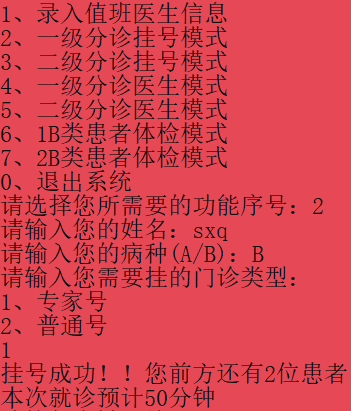 1、录入值班医生信息
2、一级分诊挂号模式
3、二级分诊挂号模式
4、一级分诊医生模式
5、二级分诊医生模式
6、1B类患者体检模式
7、2B类患者体检模式
0、退出系统
请选择您所需要的功能序号：2
请输入您的姓名：sxq
请输入您的病种(A/B)：B
请输入您需要挂的门诊类型：
1、专家号
2、普通号
1
挂号成功！！您前方还有2位患者
本次就诊预计50分钟